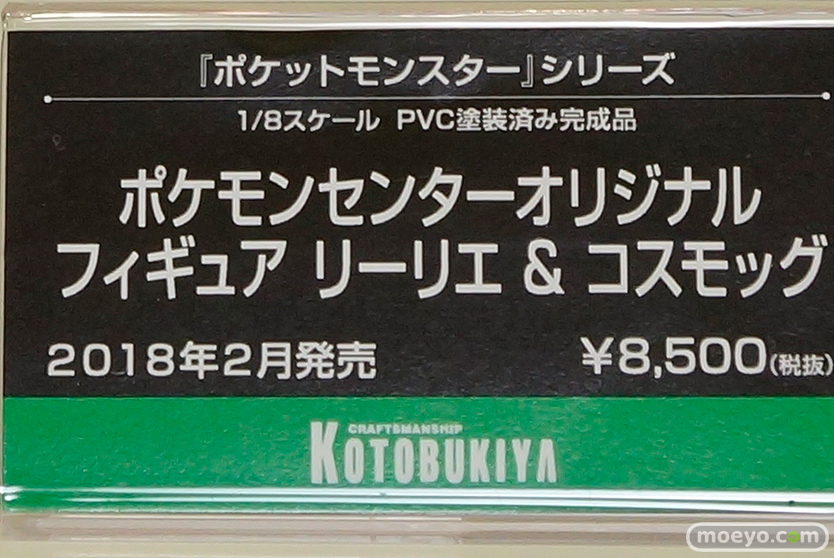 『ポケットモンスター』シリーズ
1/8スケール PVC塗装済み完成品
ポケモンセンターオリジナル
フィギュア リーリエ & コスモッグ
2018年2月発売 ¥8,500(税抜)
CRAFTSMANSHIP
KOTOBUKIYA
moeyo.com